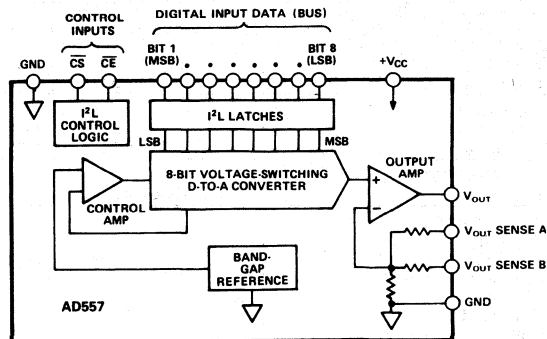 DIGITAL INPUT DATA (BUS)
CONTROL
INPUTS
GND
CS
CE
BIT 1
(MSB)
BIT 8
(LSB)
+VCC
I²L
CONTROL
LOGIC
I²L LATCHES
LSB
MSB
8-BIT VOLTAGE-SWITCHING
D-TO-A CONVERTER
CONTROL
AMP
OUTPUT
AMP
+
−
VOUT
VOUT SENSE A
VOUT SENSE B
GND
BAND-
GAP
REFERENCE
AD557